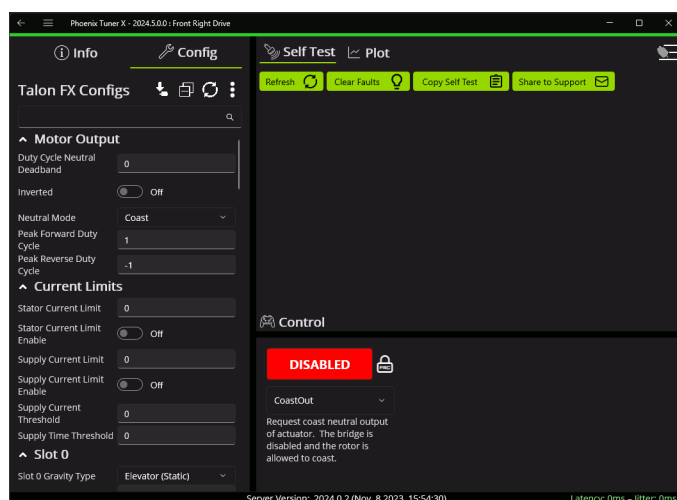 Phoenix Tuner X - 2024.5.0.0 : Front Right Drive
Info
Config
Talon FX Configs
Motor Output
Duty Cycle Neutral
Deadband
0
Inverted
Off
Neutral Mode
Coast
Peak Forward Duty
Cycle
1
Peak Reverse Duty
Cycle
-1
Current Limits
Stator Current Limit
0
Stator Current Limit
Enable
Off
Supply Current Limit
0
Supply Current Limit
Enable
Off
Supply Current
Threshold
0
Supply Time Threshold
0
Slot 0
Slot 0 Gravity Type
Elevator (Static)
Self Test
Plot
Refresh
Clear Faults
Copy Self Test
Share to Support
Control
DISABLED
FRC
CoastOut
Request coast neutral output
of actuator. The bridge is
disabled and the rotor is
allowed to coast.
Server Version: 2024.0.2 (Nov 8 2023, 15:54:30)
Latency: 0ms - Jitter: 0ms